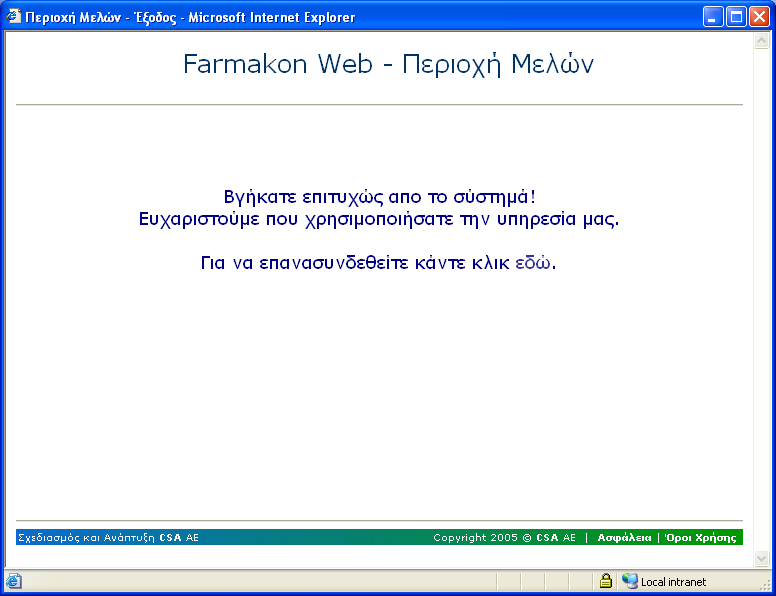 Περιοχή Μελών - Έξοδος - Microsoft Internet Explorer
Farmakon Web - Περιοχή Μελών
Βγήκατε επιτυχώς απο το σύστημά!
Ευχαριστούμε που χρησιμοποιήσατε την υπηρεσία μας.
Για να επανασυνδεθείτε κάντε κλικ εδώ.
Σχεδιασμός και Ανάπτυξη CSA AE
Copyright 2005 © CSA AE | Ασφάλεια | Όροι Χρήσης
Local intranet